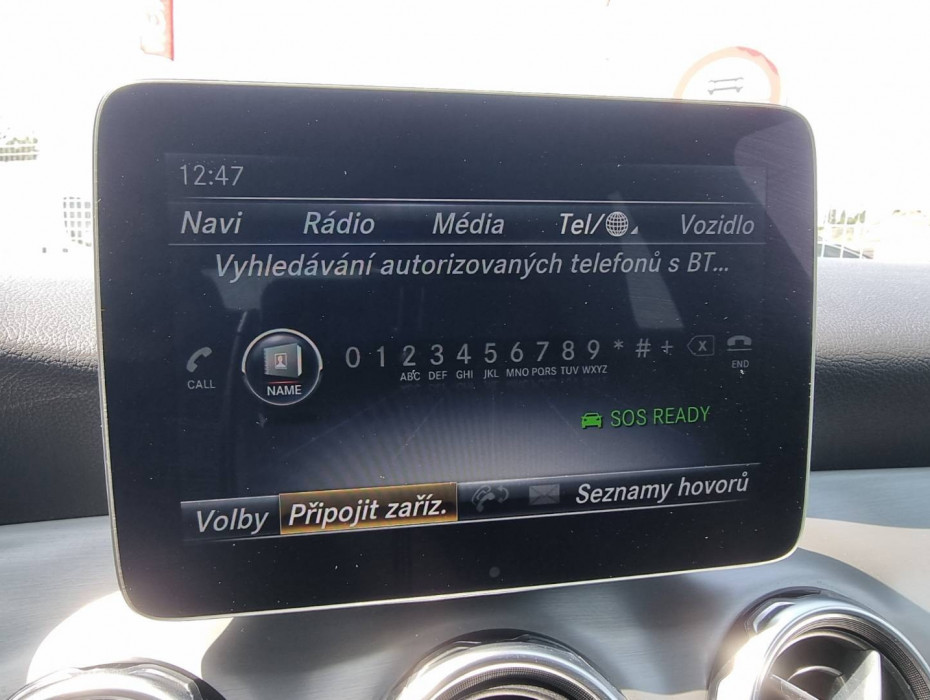 12:47
Navi Rádio Média Tel/ Vozidlo
Vyhledávání autorizovaných telefonů s BT...
CALL NAME 0 1 2 3 4 5 6 7 8 9 * # + X END
ABC DEF GHI JKL MNO PQRS TUV WXYZ
SOS READY
Volby Připojit zaříz. Seznamy hovorů